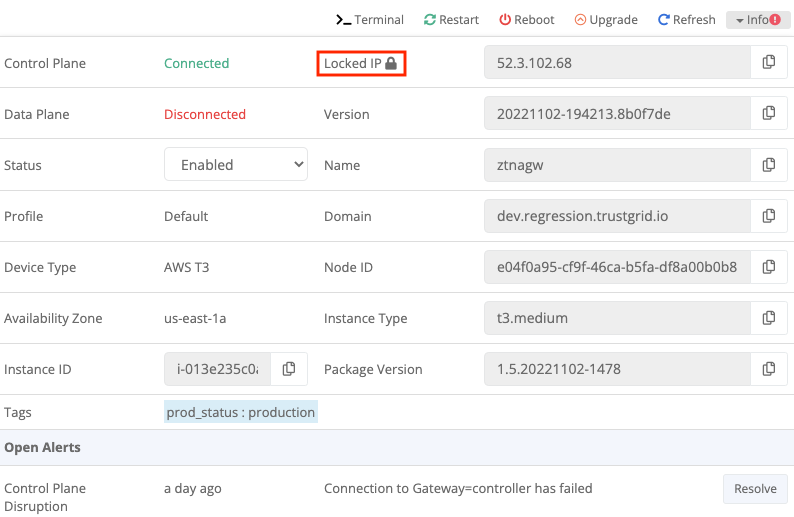 Terminal Restart Reboot Upgrade Refresh Info
Control Plane Connected Locked IP 52.3.102.68
Data Plane Disconnected Version 20221102-194213.8b0f7de
Status Enabled Name ztnagw
Profile Default Domain dev.regression.trustgrid.io
Device Type AWS T3 Node ID e04f0a95-cf9f-46ca-b5fa-df8a00b0b8
Availability Zone us-east-1a Instance Type t3.medium
Instance ID i-013e235c0a Package Version 1.5.20221102-1478
Tags prod_status : production
Open Alerts
Control Plane Disruption a day ago Connection to Gateway=controller has failed Resolve